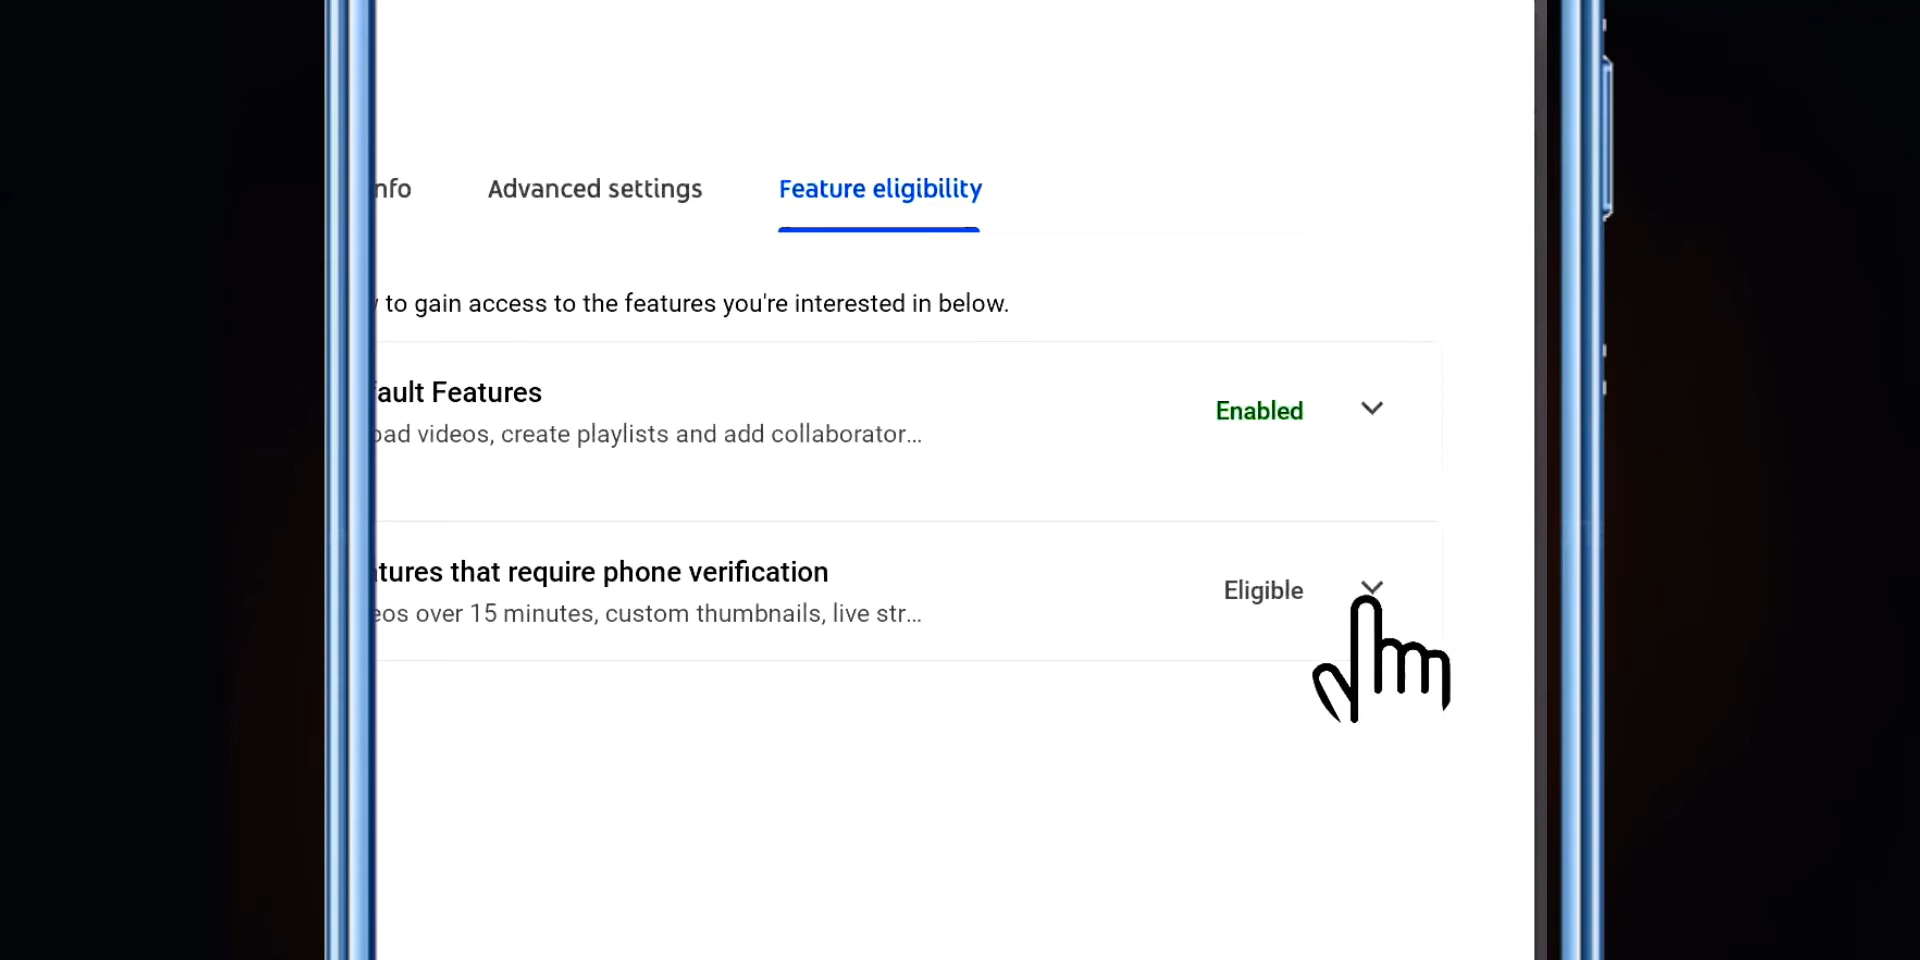 nfo Advanced settings Feature eligibility
to gain access to the features you're interested in below.
ault Features
Enabled
ad videos, create playlists and add collaborator...
tures that require phone verification
Eligible
eos over 15 minutes, custom thumbnails, live str...